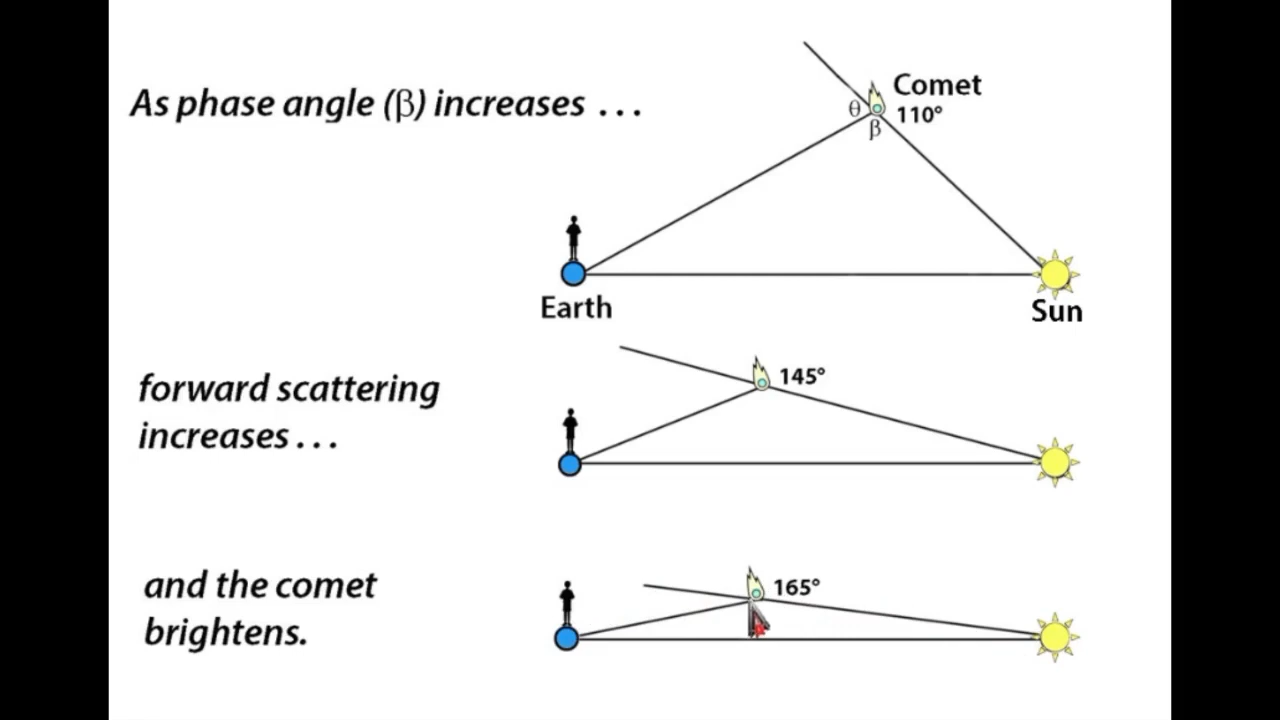 As phase angle (β) increases . . .
Comet
θ
110°
β
Earth
Sun
forward scattering
increases . . .
145°
and the comet
brightens.
165°